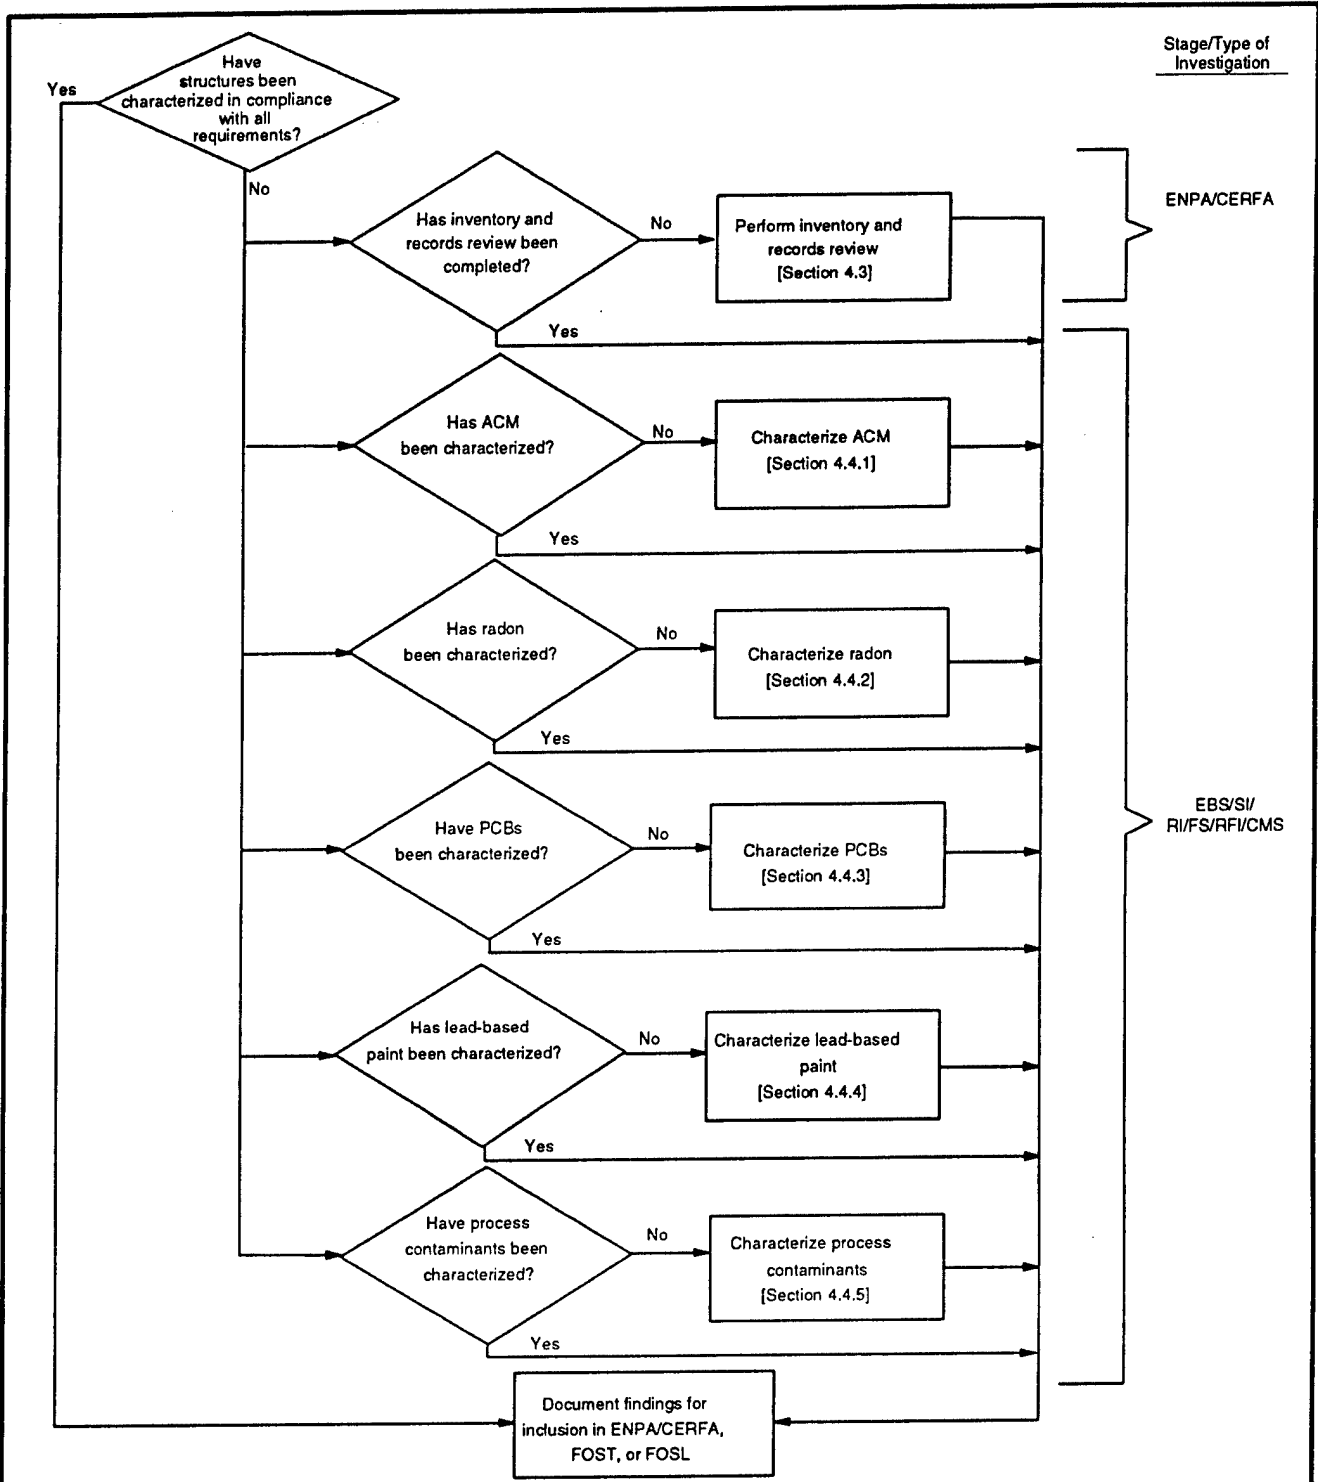 Stage/Type of
Investigation
Have
structures been
characterized in compliance
with all
requirements?
Yes
No
Has inventory and
records review been
completed?
No
Perform inventory and
records review
[Section 4.3]
ENPA/CERFA
Yes
Has ACM
been characterized?
No
Characterize ACM
[Section 4.4.1]
Yes
Has radon
been characterized?
No
Characterize radon
[Section 4.4.2]
Yes
Have PCBs
been characterized?
No
Characterize PCBs
[Section 4.4.3]
EBS/SI/
RI/FS/RFI/CMS
Yes
Has lead-based
paint been characterized?
No
Characterize lead-based
paint
[Section 4.4.4]
Yes
Have process
contaminants been
characterized?
No
Characterize process
contaminants
[Section 4.4.5]
Yes
Document findings for
inclusion in ENPA/CERFA,
FOST, or FOSL